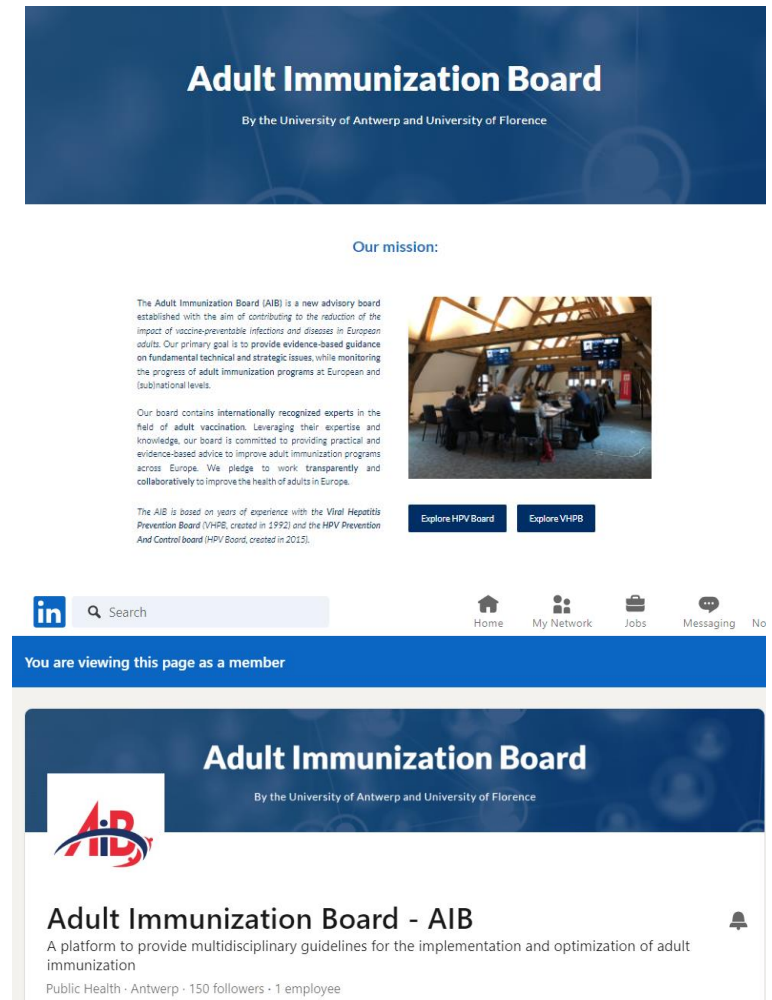 Adult Immunization Board
By the University of Antwerp and University of Florence
Our mission:
The Adult Immunization Board (AIB) is a new advisory board
established with the aim of contributing to the reduction of the
impact of vaccine-preventable infections and diseases in European
adults. Our primary goal is to provide evidence-based guidance
on fundamental technical and strategic issues, while monitoring
the progress of adult immunization programs at European and
(sub)national levels.
Our board contains internationally recognized experts in the
field of adult vaccination. Leveraging their expertise and
knowledge, our board is committed to providing practical and
evidence-based advice to improve adult immunization programs
across Europe. We pledge to work transparently and
collaboratively to improve the health of adults in Europe.
The AIB is based on years of experience with the Viral Hepatitis
Prevention Board (VHPB, created in 1992) and the HPV Prevention
And Control board (HPV Board, created in 2015).
Explore HPV Board
Explore VHPB
in
Search
Home
My Network
Jobs
Messaging
No
You are viewing this page as a member
Adult Immunization Board
By the University of Antwerp and University of Florence
AiB
Adult Immunization Board - AIB
A platform to provide multidisciplinary guidelines for the implementation and optimization of adult
immunization
Public Health · Antwerp · 150 followers · 1 employee